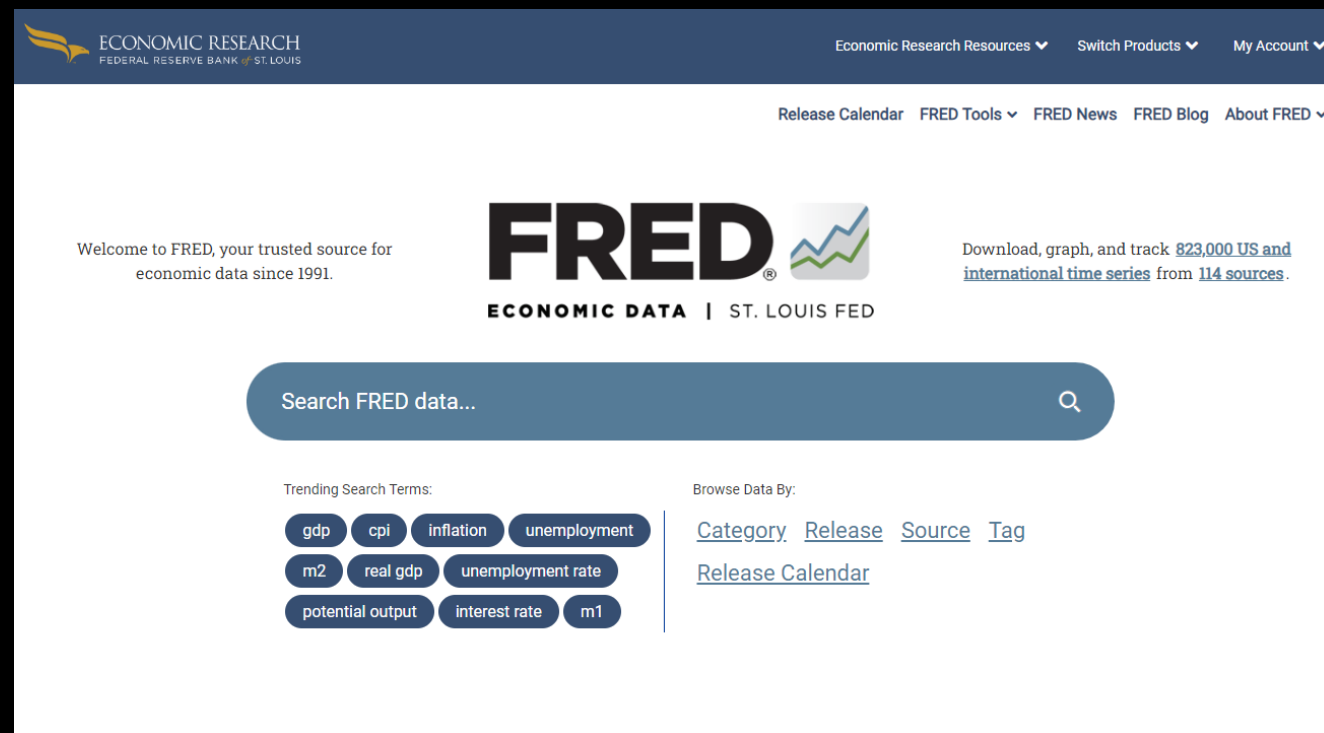 ECONOMIC RESEARCH
FEDERAL RESERVE BANK of ST. LOUIS
Economic Research Resources
Switch Products
My Account
Release Calendar
FRED Tools
FRED News
FRED Blog
About FRED
Welcome to FRED, your trusted source for
economic data since 1991.
FRED®
ECONOMIC DATA | ST. LOUIS FED
Download, graph, and track 823,000 US and
international time series from 114 sources.
Search FRED data...
Trending Search Terms:
gdp cpi inflation unemployment
m2 real gdp unemployment rate
potential output interest rate m1
Browse Data By:
Category Release Source Tag
Release Calendar